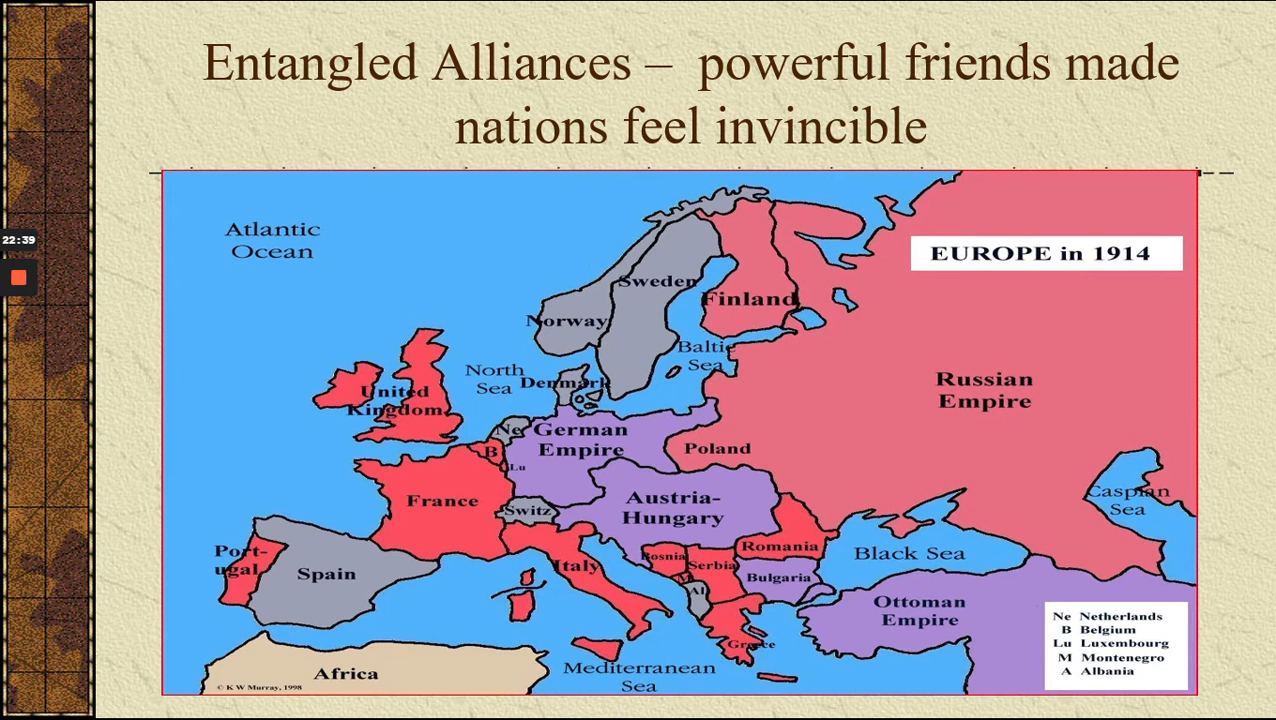 Entangled Alliances – powerful friends made
nations feel invincible
22:39
EUROPE in 1914
Atlantic
Ocean
Sweden
Finland
Norway
Baltic
Sea
North
Sea
Denmark
Russian
Empire
United
Kingdom
Ne
German
Empire
B
Lu
Poland
France
Austria-
Hungary
Switz
Caspian
Sea
Port-
ugal
Spain
Italy
Bosnia
Serbia
Romania
Black Sea
M
Al
Bulgaria
Ottoman
Empire
Greece
Africa
Mediterranean
Sea
© K W Murray, 1998
Ne Netherlands
B Belgium
Lu Luxembourg
M Montenegro
A Albania